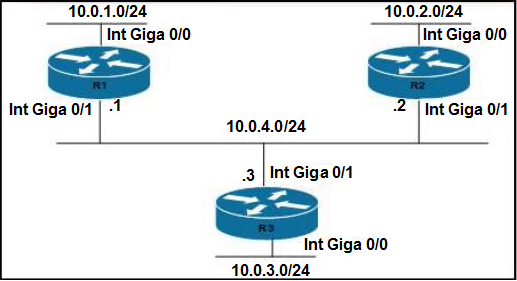 10.0.1.0/24
10.0.2.0/24
Int Giga 0/0
Int Giga 0/0
R1
R2
Int Giga 0/1
.1
.2
Int Giga 0/1
10.0.4.0/24
.3
Int Giga 0/1
R3
Int Giga 0/0
10.0.3.0/24